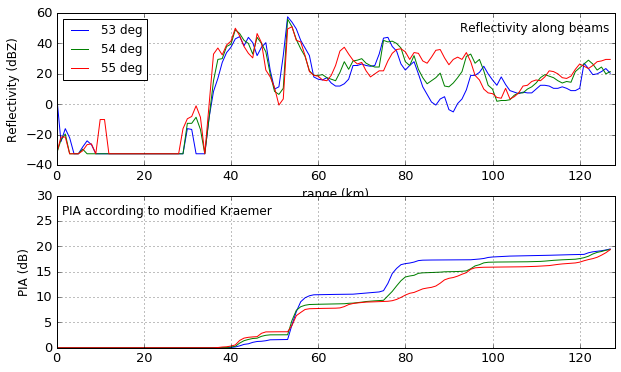 60
40
20
0
−20
−40
Reflectivity (dBZ)
53 deg
54 deg
55 deg
Reflectivity along beams
0 20 40 60 80 100 120
range (km)
30
25
20
15
10
5
0
PIA (dB)
PIA according to modified Kraemer
0 20 40 60 80 100 120